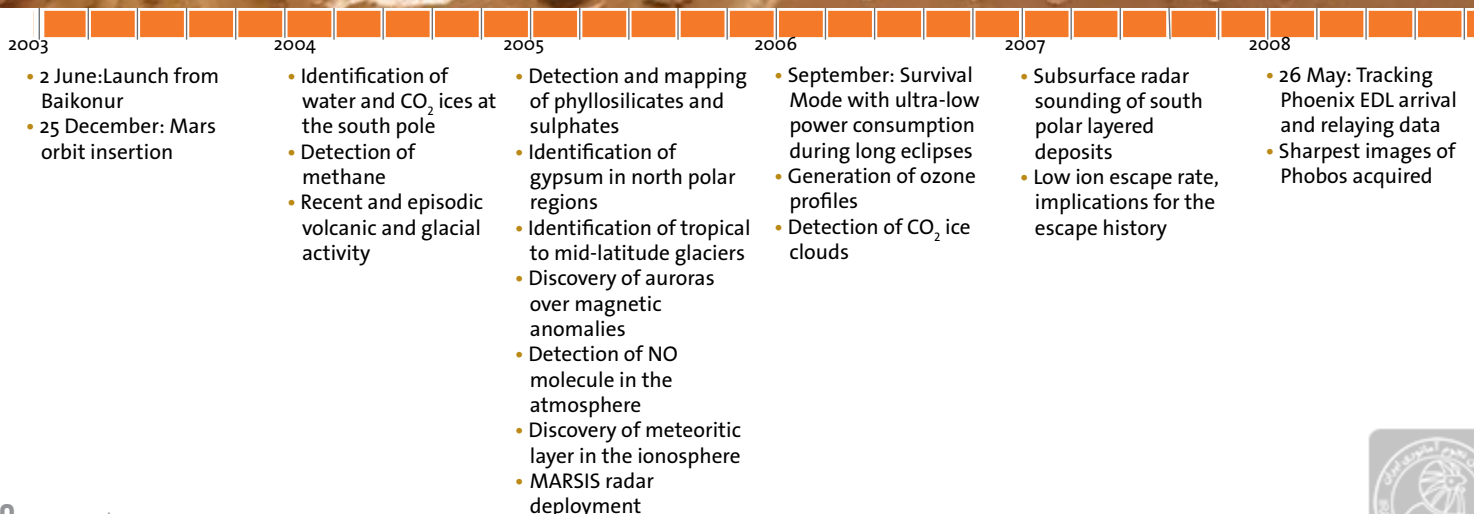 2003
• 2 June:Launch from
Baikonur
• 25 December: Mars
orbit insertion
2004
• Identification of
water and CO₂ ices at
the south pole
• Detection of
methane
• Recent and episodic
volcanic and glacial
activity
2005
• Detection and mapping
of phyllosilicates and
sulphates
• Identification of
gypsum in north polar
regions
• Identification of tropical
to mid-latitude glaciers
• Discovery of auroras
over magnetic
anomalies
• Detection of NO
molecule in the
atmosphere
• Discovery of meteoritic
layer in the ionosphere
• MARSIS radar
deployment
2006
• September: Survival
Mode with ultra-low
power consumption
during long eclipses
• Generation of ozone
profiles
• Detection of CO₂ ice
clouds
2007
• Subsurface radar
sounding of south
polar layered
deposits
• Low ion escape rate,
implications for the
escape history
2008
• 26 May: Tracking
Phoenix EDL arrival
and relaying data
• Sharpest images of
Phobos acquired